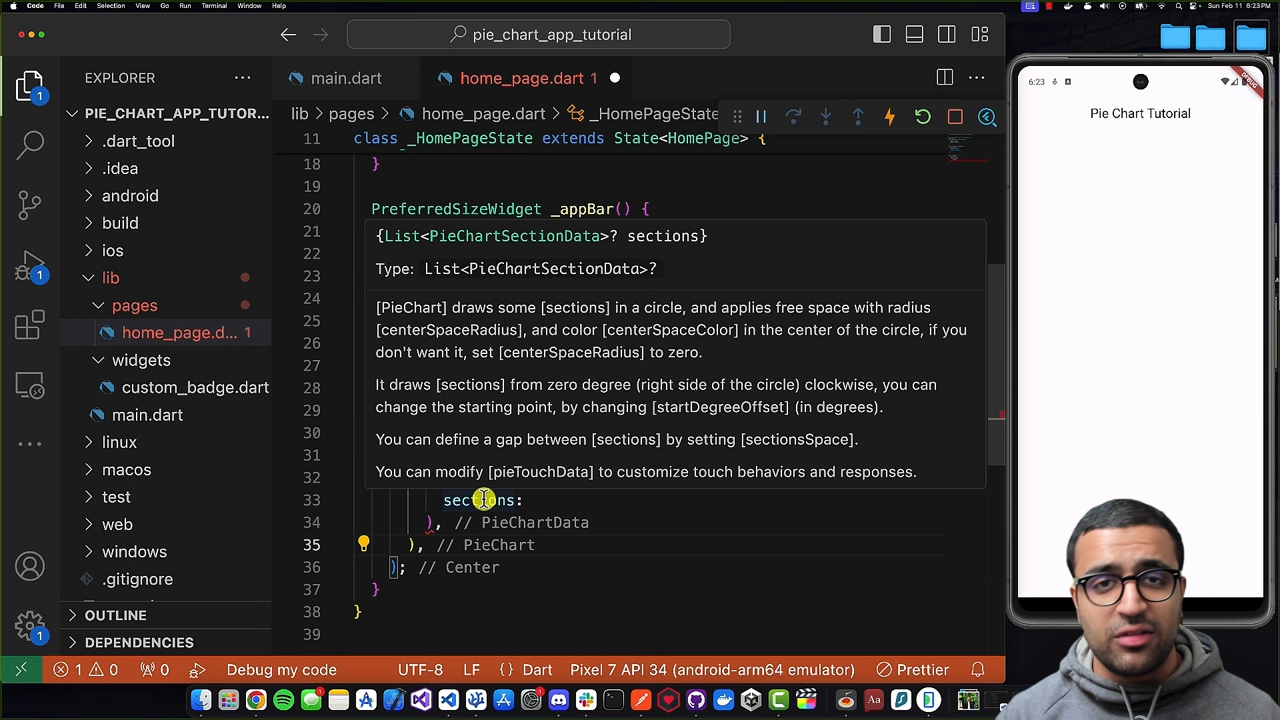 Code File Edit Selection View Go Run Terminal Window Help
Sun Feb 11 6:23 PM
pie_chart_app_tutorial
EXPLORER
main.dart
home_page.dart 1
PIE_CHART_APP_TUTOR...
lib > pages > home_page.dart > _HomePageState
.dart_tool
.idea
android
build
ios
lib
pages
home_page.d... 1
widgets
custom_badge.dart
main.dart
linux
macos
test
web
windows
.gitignore
OUTLINE
DEPENDENCIES
1
1
1
11 class _HomePageState extends State<HomePage> {
18 }
19
20 PreferredSizeWidget _appBar() {
21
22
23
24
25
26
27
28
29
30
31
32
{List<PieChartSectionData>? sections}
Type: List<PieChartSectionData>?
[PieChart] draws some [sections] in a circle, and applies free space with radius
[centerSpaceRadius], and color [centerSpaceColor] in the center of the circle, if you
don't want it, set [centerSpaceRadius] to zero.
It draws [sections] from zero degree (right side of the circle) clockwise, you can
change the starting point, by changing [startDegreeOffset] (in degrees).
You can define a gap between [sections] by setting [sectionsSpace].
You can modify [pieTouchData] to customize touch behaviors and responses.
33 sections:
34 ), // PieChartData
35 ), // PieChart
36 ); // Center
37 }
38 }
39
1 0 0 Debug my code UTF-8 LF {} Dart Pixel 7 API 34 (android-arm64 emulator) Prettier
6:23
DEBUG
Pie Chart Tutorial